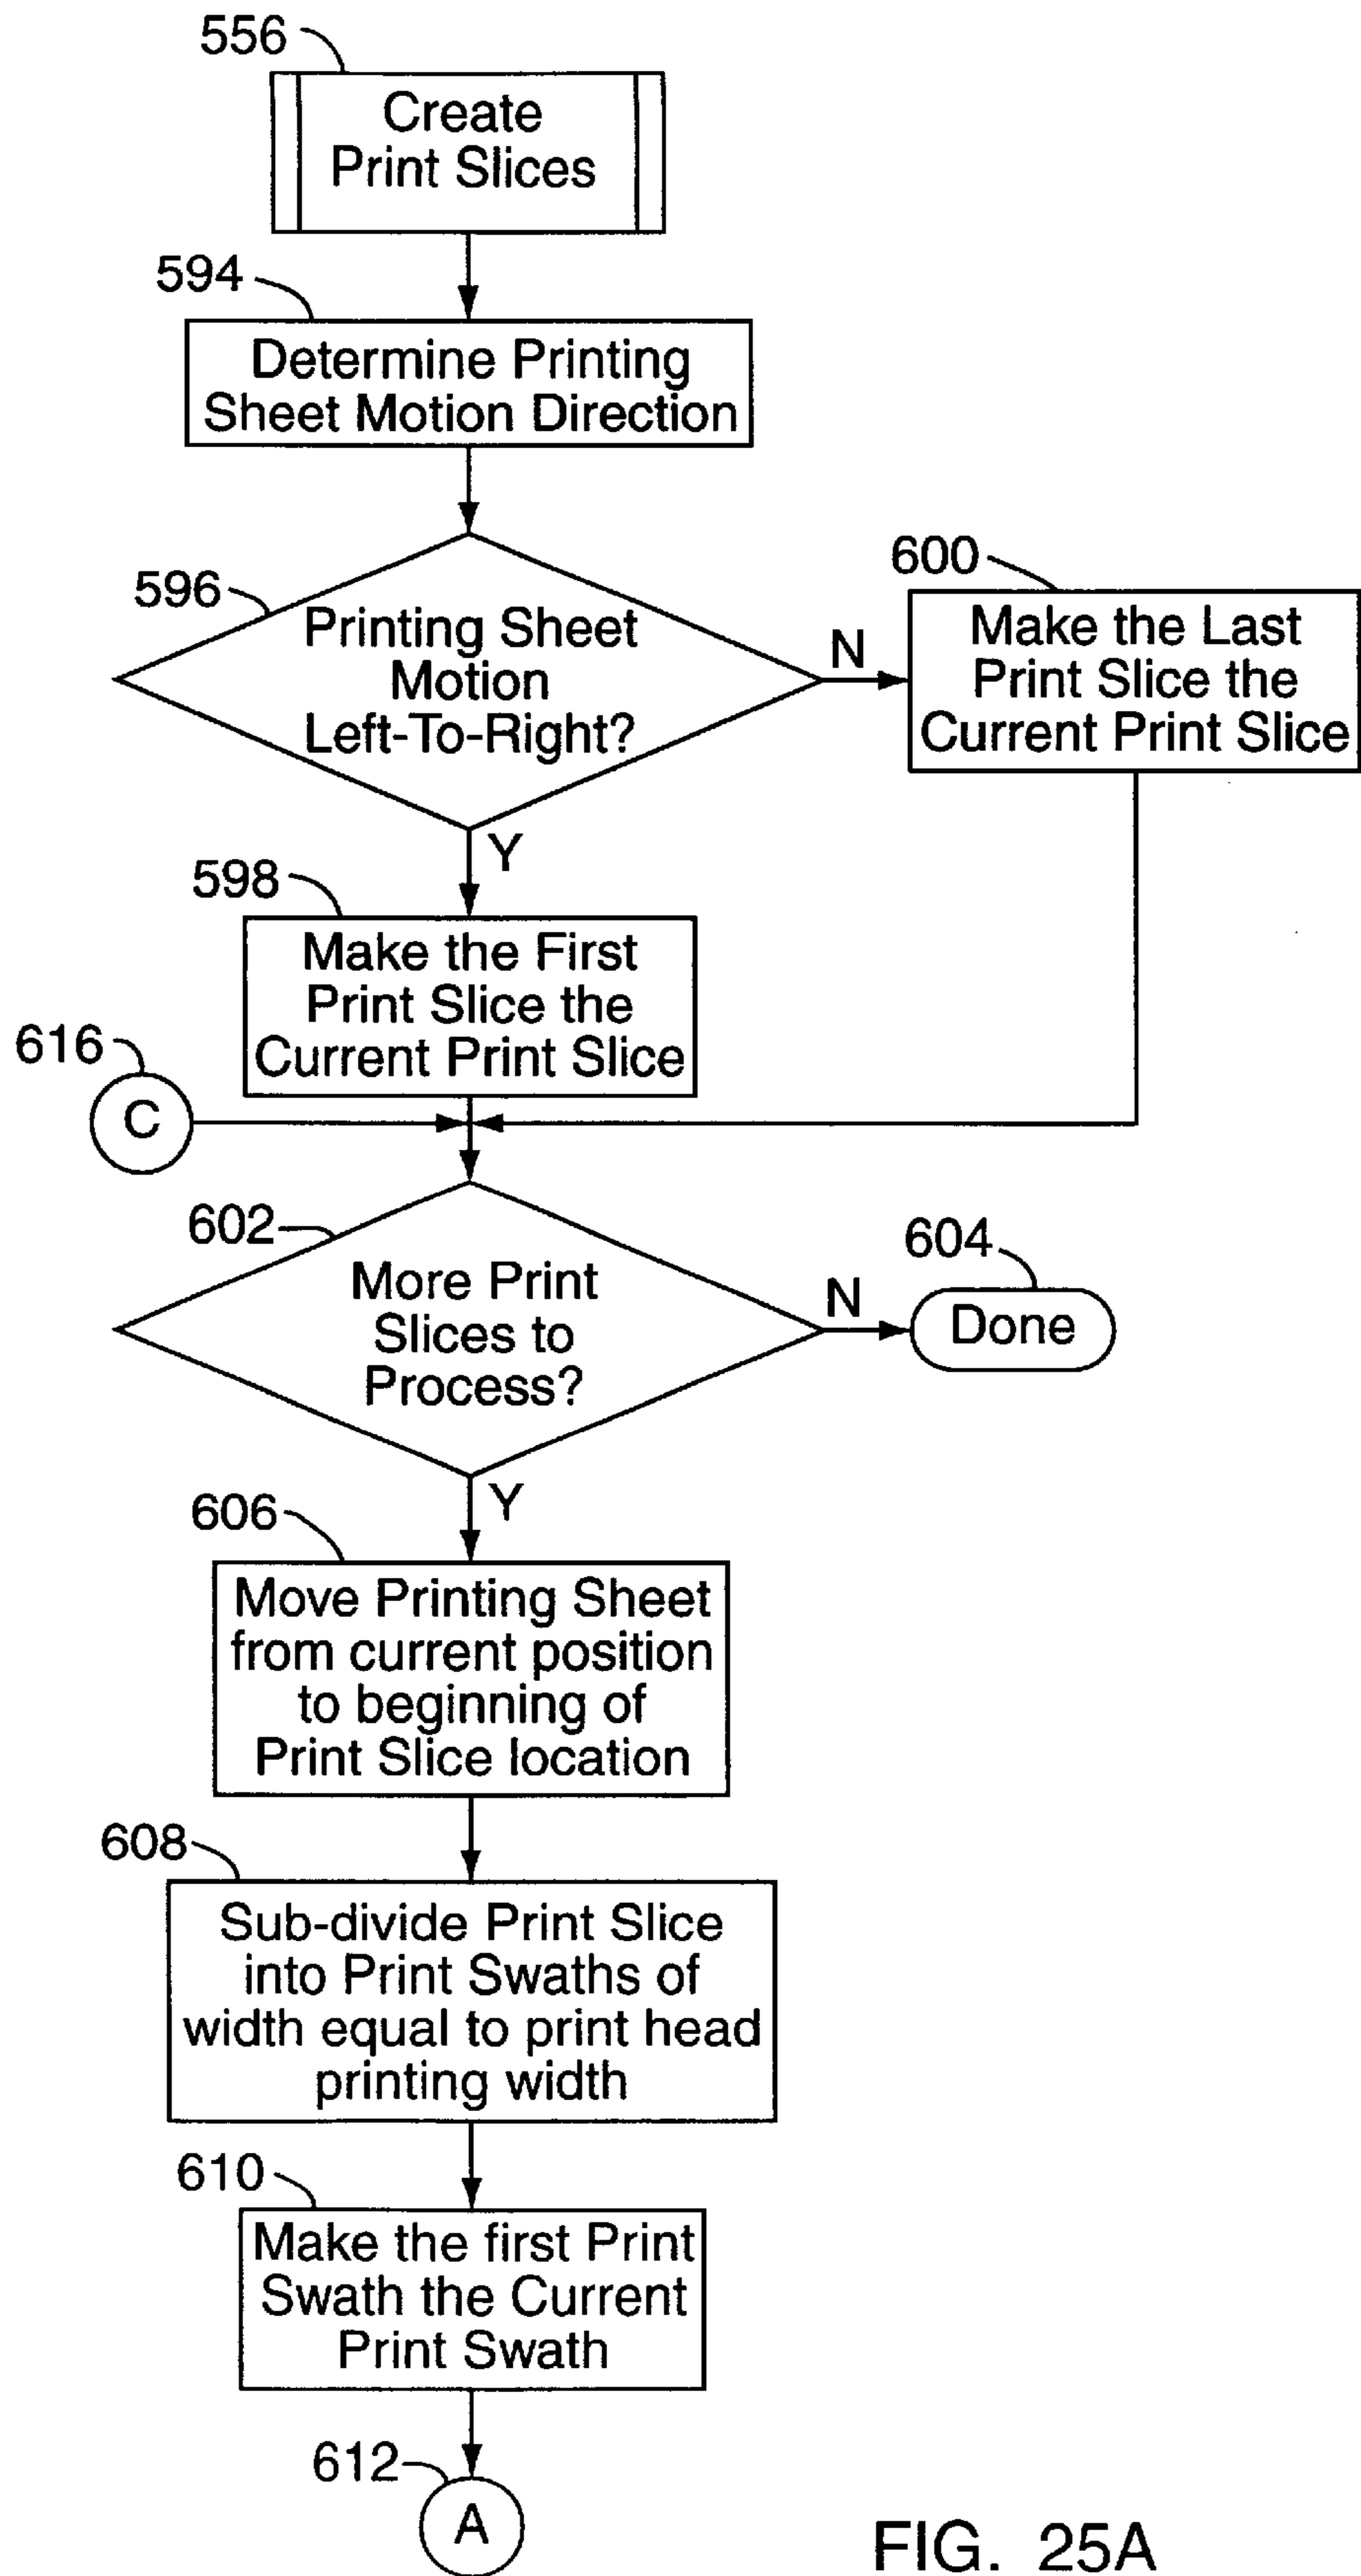 556
Create
Print Slices
594
Determine Printing
Sheet Motion Direction
596
Printing Sheet
Motion
Left-To-Right?
N
600
Make the Last
Print Slice the
Current Print Slice
Y
598
Make the First
Print Slice the
Current Print Slice
616
C
602
More Print
Slices to
Process?
N
604
Done
Y
606
Move Printing Sheet
from current position
to beginning of
Print Slice location
608
Sub-divide Print Slice
into Print Swaths of
width equal to print head
printing width
610
Make the first Print
Swath the Current
Print Swath
612
A
FIG. 25A